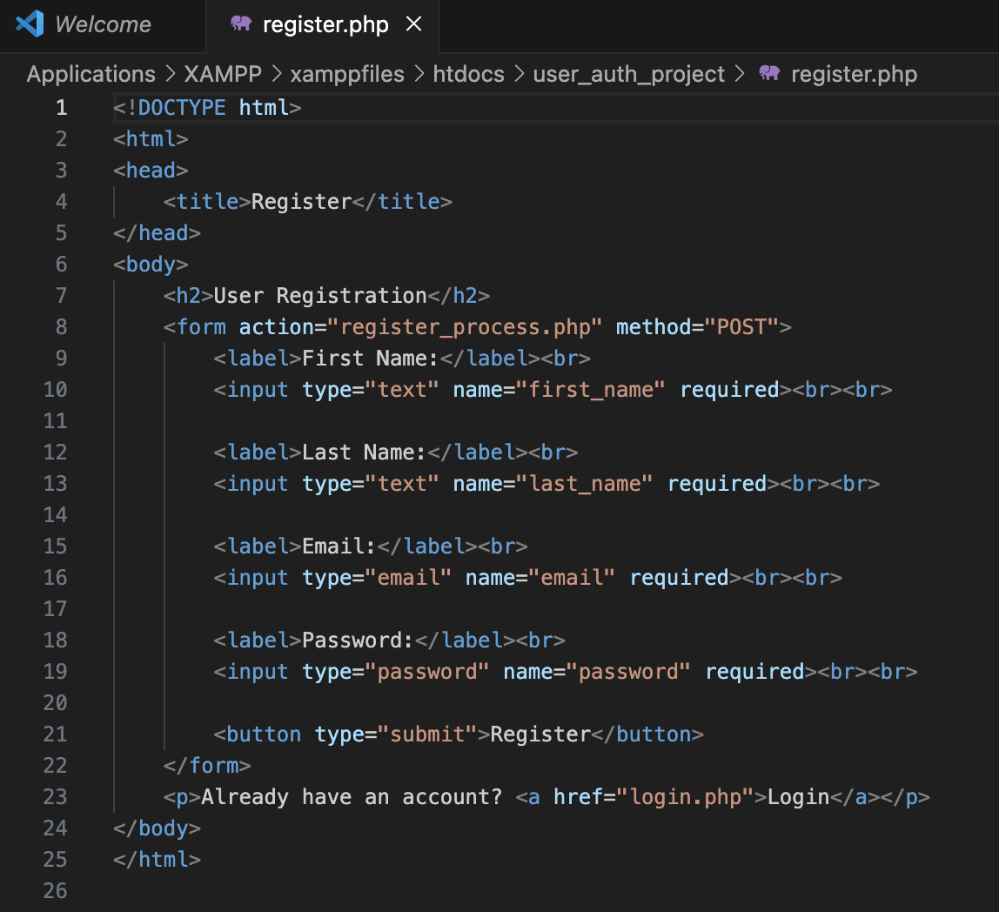 Welcome register.php
Applications > XAMPP > xamppfiles > htdocs > user_auth_project > register.php
1 <!DOCTYPE html>
2 <html>
3 <head>
4     <title>Register</title>
5 </head>
6 <body>
7     <h2>User Registration</h2>
8     <form action="register_process.php" method="POST">
9         <label>First Name:</label><br>
10         <input type="text" name="first_name" required><br><br>
11
12         <label>Last Name:</label><br>
13         <input type="text" name="last_name" required><br><br>
14
15         <label>Email:</label><br>
16         <input type="email" name="email" required><br><br>
17
18         <label>Password:</label><br>
19         <input type="password" name="password" required><br><br>
20
21         <button type="submit">Register</button>
22     </form>
23     <p>Already have an account? <a href="login.php">Login</a></p>
24 </body>
25 </html>
26